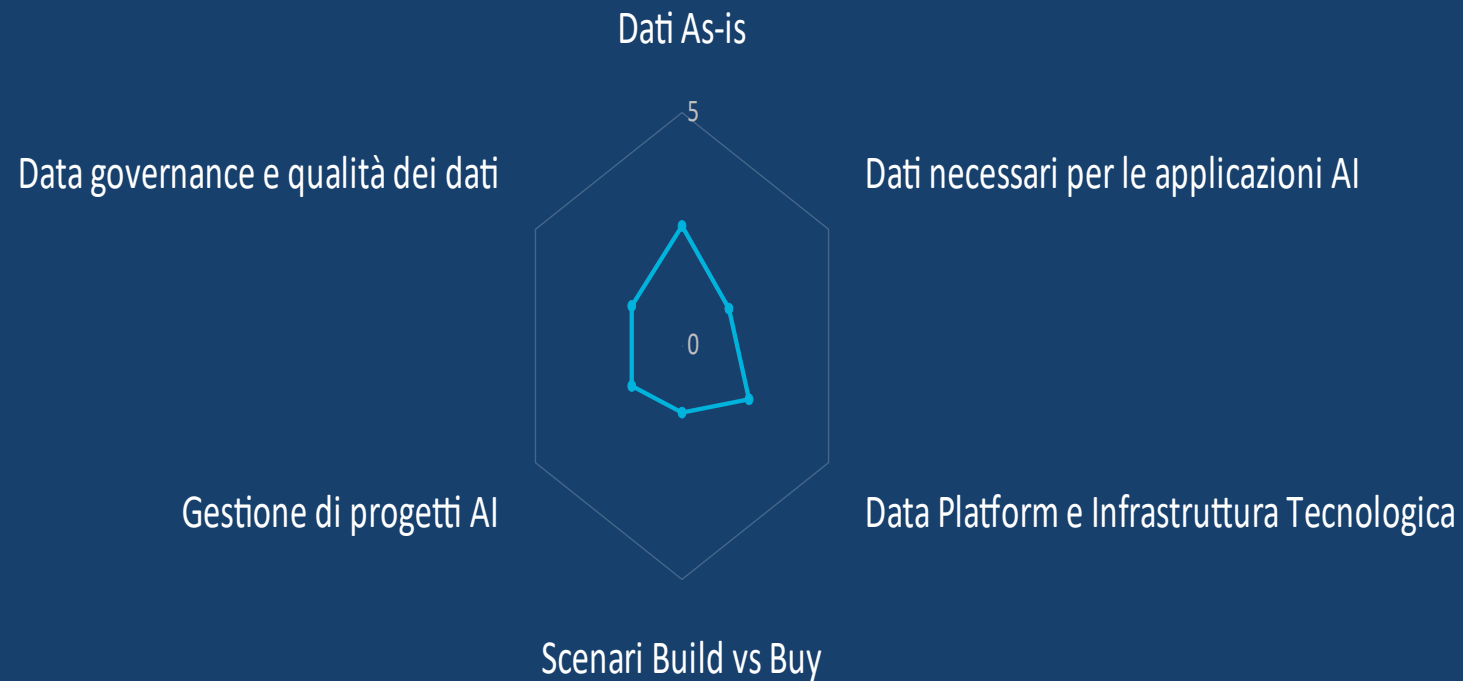 Dati As-is
5
Data governance e qualità dei dati
Dati necessari per le applicazioni AI
0
Gestione di progetti AI
Data Platform e Infrastruttura Tecnologica
Scenari Build vs Buy